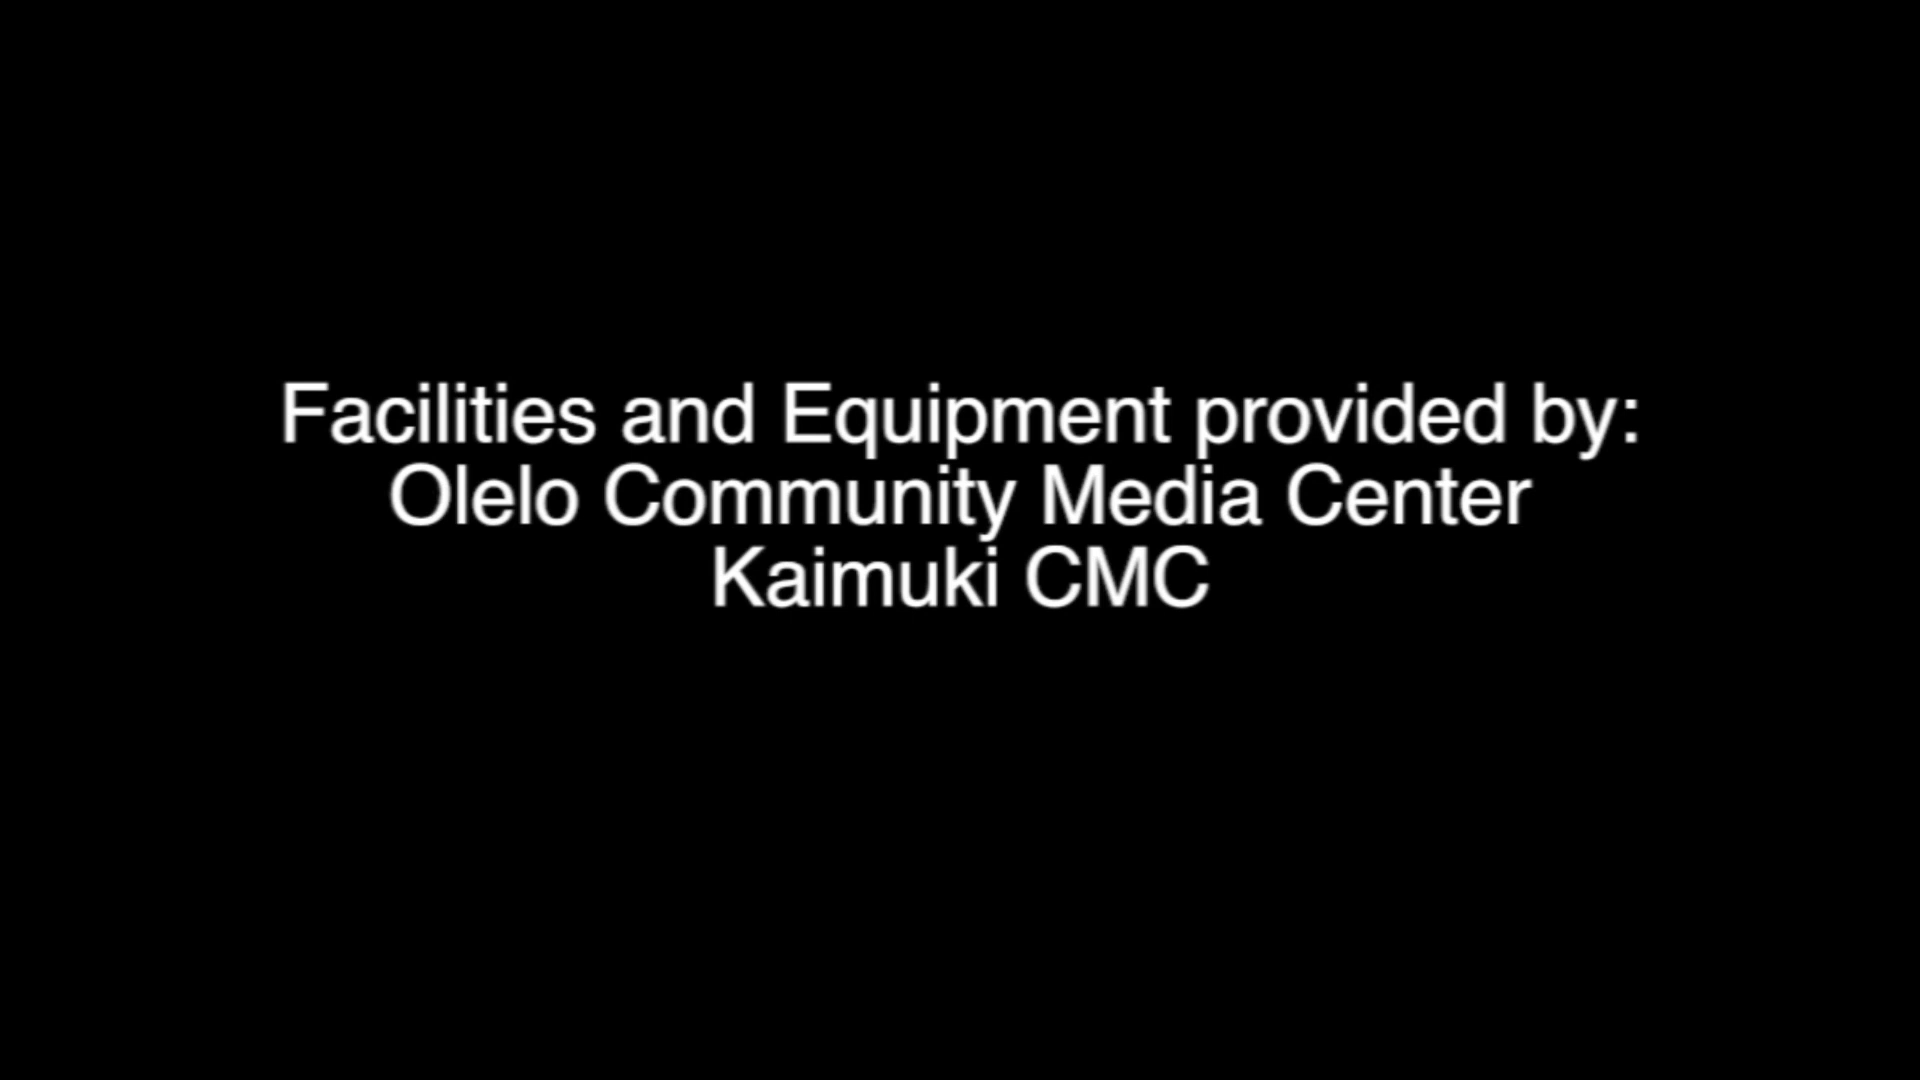 Facilities and Equipment provided by:
Olelo Community Media Center
Kaimuki CMC